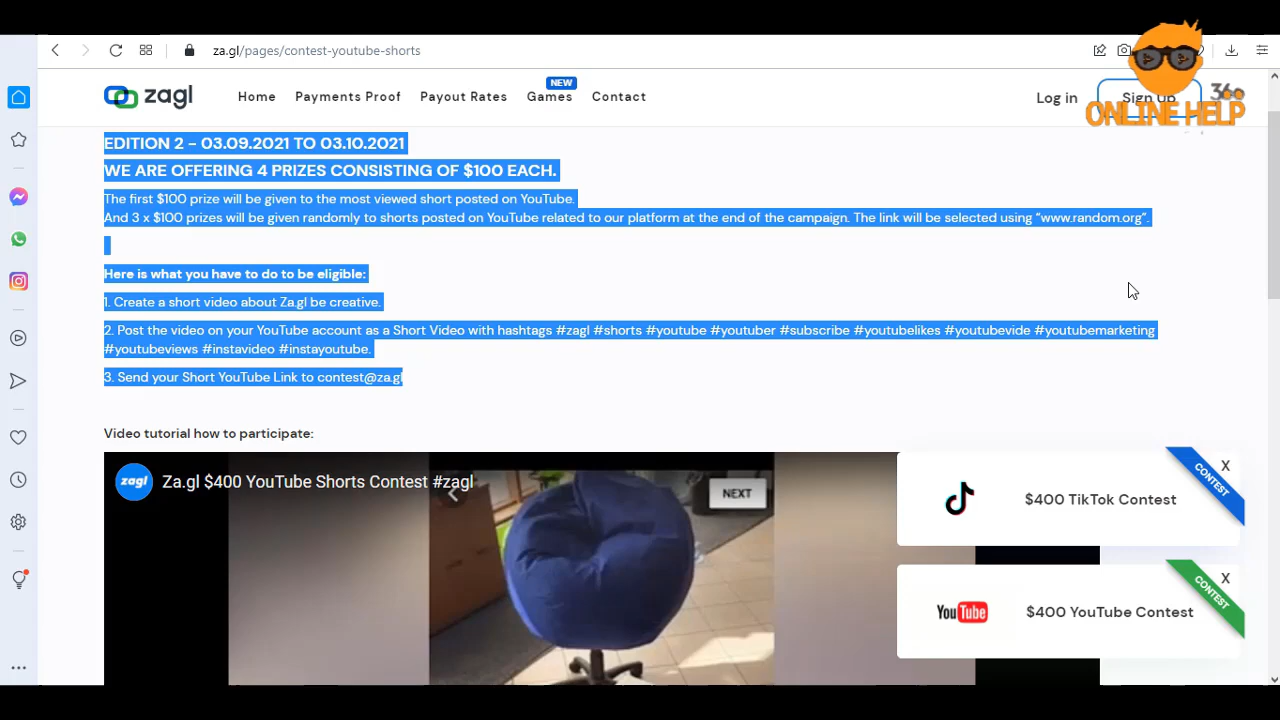 za.gl/pages/contest-youtube-shorts
zagl
Home
Payments Proof
Payout Rates
NEW
Games
Contact
Log in
Sign up
360
ONLINE HELP
EDITION 2 - 03.09.2021 TO 03.10.2021
WE ARE OFFERING 4 PRIZES CONSISTING OF $100 EACH.
The first $100 prize will be given to the most viewed short posted on YouTube.
And 3 x $100 prizes will be given randomly to shorts posted on YouTube related to our platform at the end of the campaign. The link will be selected using “www.random.org”.
Here is what you have to do to be eligible:
1. Create a short video about Za.gl be creative.
2. Post the video on your YouTube account as a Short Video with hashtags #zagl #shorts #youtube #youtuber #subscribe #youtubelikes #youtubevide #youtubemarketing
#youtubeviews #instavideo #instayoutube.
3. Send your Short YouTube Link to contest@za.gl
Video tutorial how to participate:
zagl
Za.gl $400 YouTube Shorts Contest #zagl
NEXT
X
CONTEST
$400 TikTok Contest
X
CONTEST
YouTube
$400 YouTube Contest